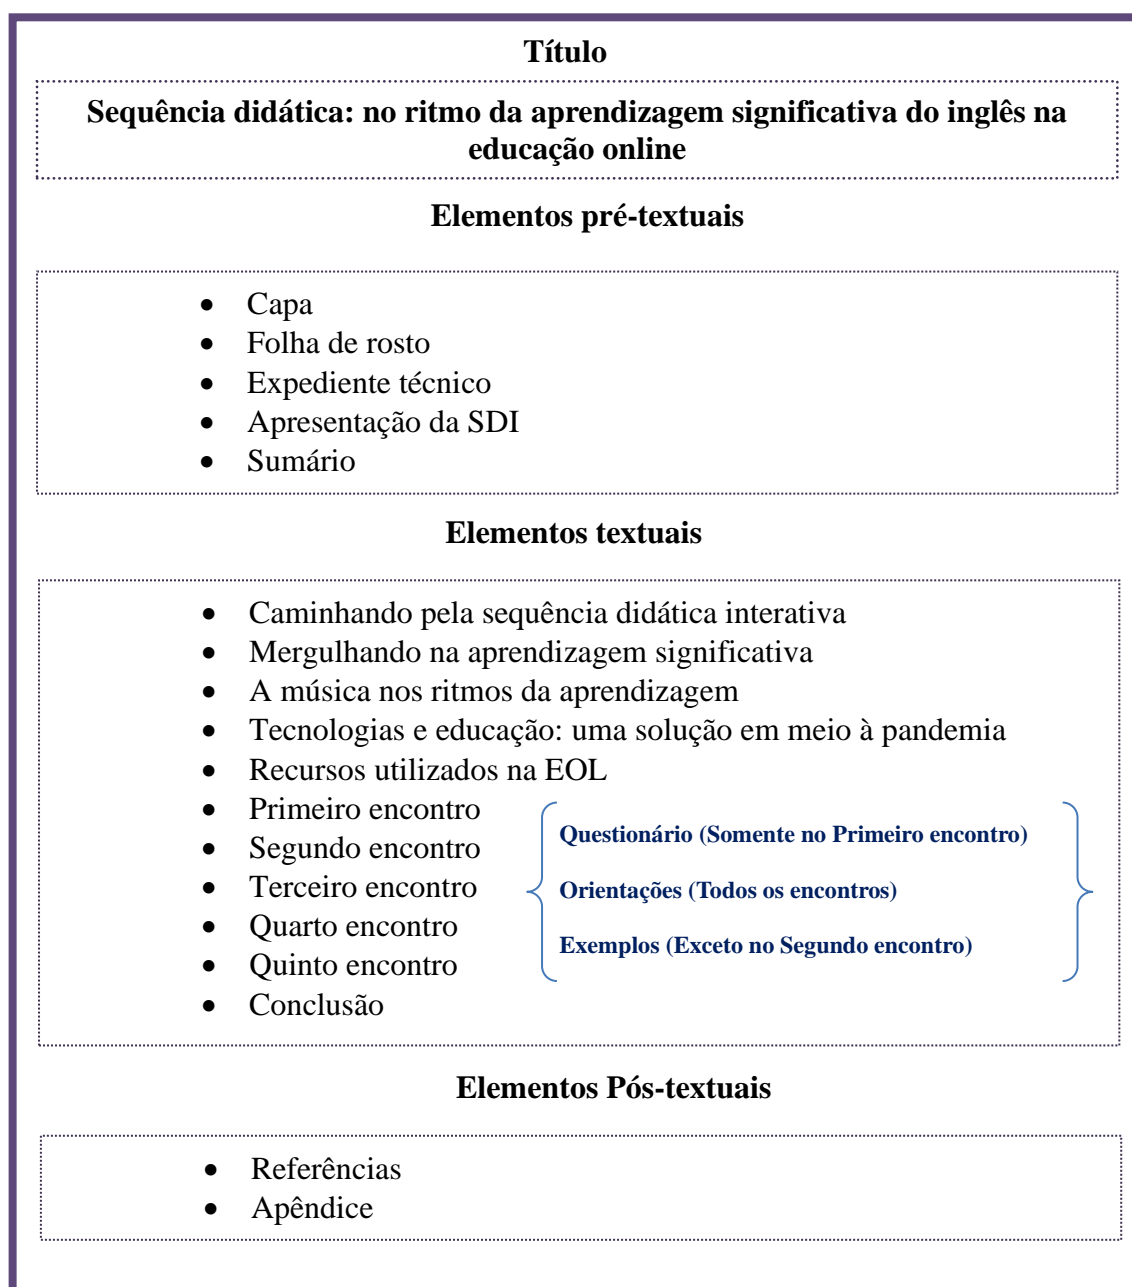 Título
Sequência didática: no ritmo da aprendizagem significativa do inglês na
educação online
Elementos pré-textuais
• Capa
• Folha de rosto
• Expediente técnico
• Apresentação da SDI
• Sumário
Elementos textuais
• Caminhando pela sequência didática interativa
• Mergulhando na aprendizagem significativa
• A música nos ritmos da aprendizagem
• Tecnologias e educação: uma solução em meio à pandemia
• Recursos utilizados na EOL
• Primeiro encontro
• Segundo encontro
• Terceiro encontro
• Quarto encontro
• Quinto encontro
• Conclusão
Questionário (Somente no Primeiro encontro)
Orientações (Todos os encontros)
Exemplos (Exceto no Segundo encontro)
Elementos Pós-textuais
• Referências
• Apêndice